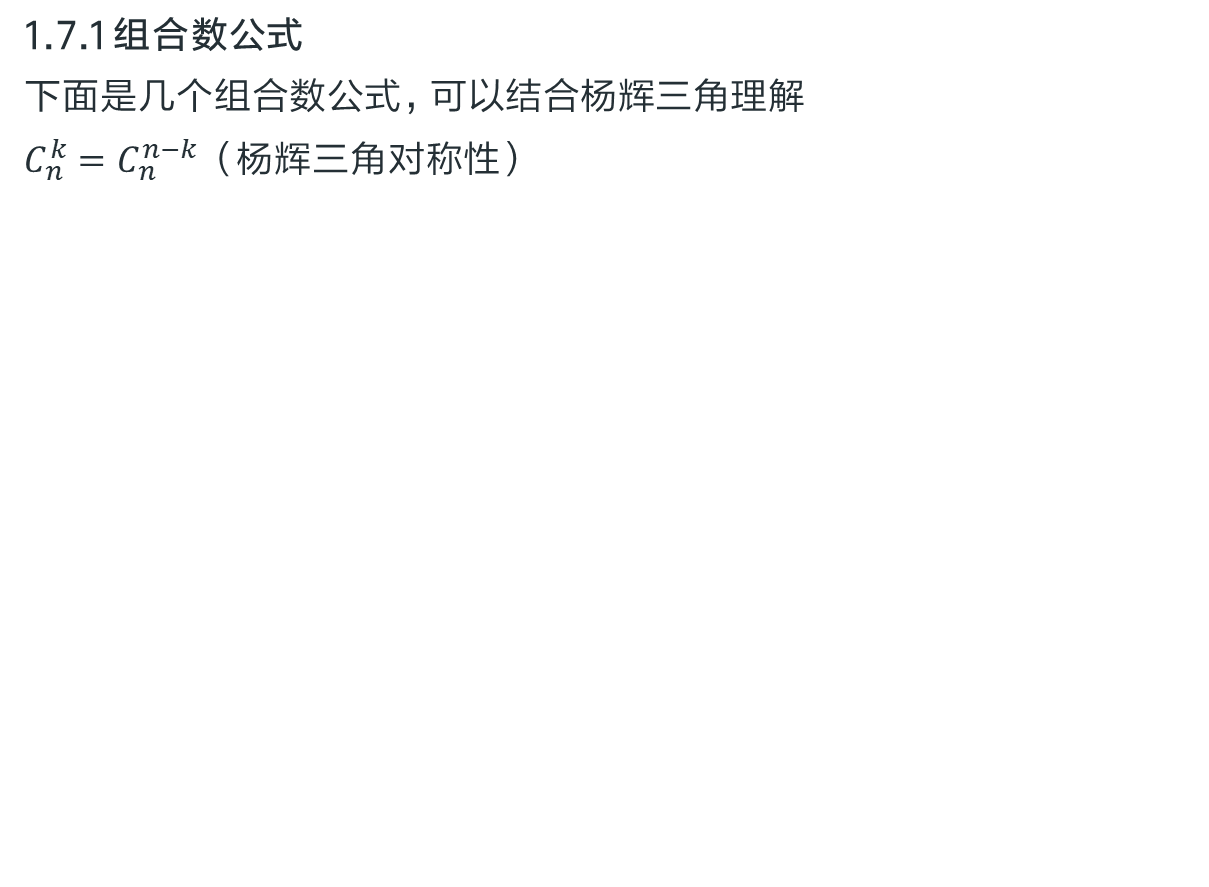 1.7.1组合数公式
下面是几个组合数公式，可以结合杨辉三角理解
$C_n^k = C_n^{n-k}$（杨辉三角对称性）